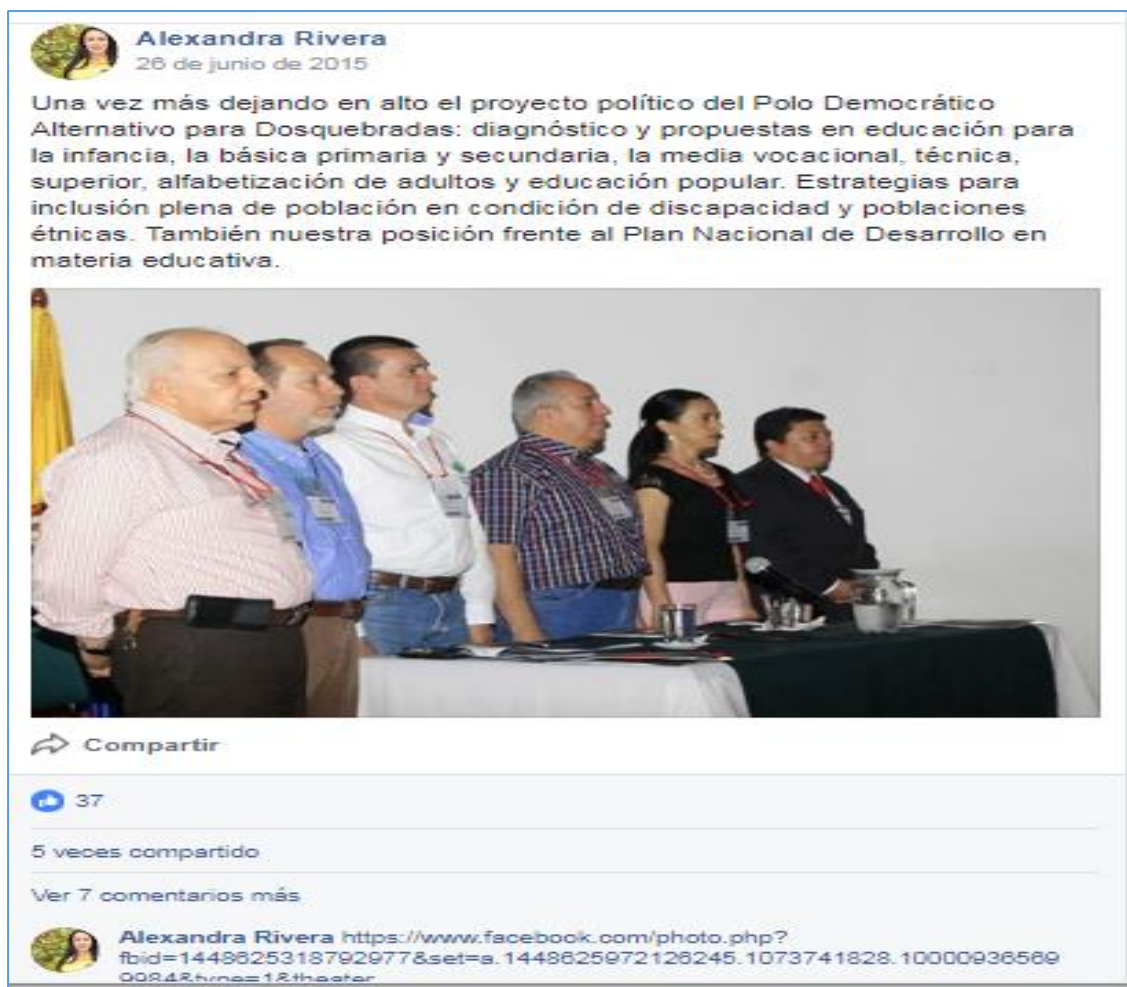 Alexandra Rivera
26 de junio de 2015
Una vez más dejando en alto el proyecto político del Polo Democrático
Alternativo para Dosquebradas: diagnóstico y propuestas en educación para
la infancia, la básica primaria y secundaria, la media vocacional, técnica,
superior, alfabetización de adultos y educación popular. Estrategias para
inclusión plena de población en condición de discapacidad y poblaciones
étnicas. También nuestra posición frente al Plan Nacional de Desarrollo en
materia educativa.
Compartir
37
5 veces compartido
Ver 7 comentarios más
Alexandra Rivera https://www.facebook.com/photo.php?
fbid=1448625318792977&set=a.1448625972126245.1073741828.10000936569
9984&type=1&theater